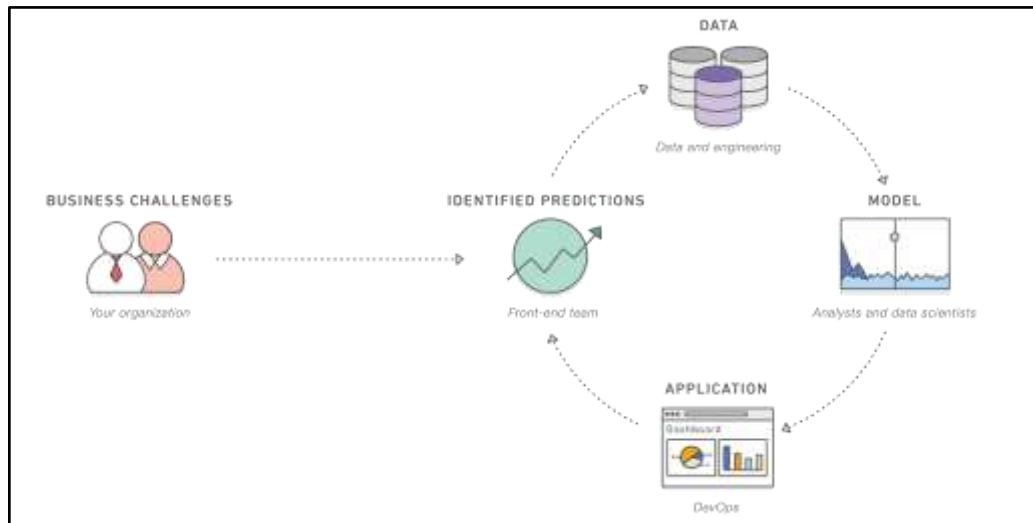 DATA
Data and engineering
BUSINESS CHALLENGES
Your organization
IDENTIFIED PREDICTIONS
Front-end team
MODEL
Analysts and data scientists
APPLICATION
Dashboard
DevOps